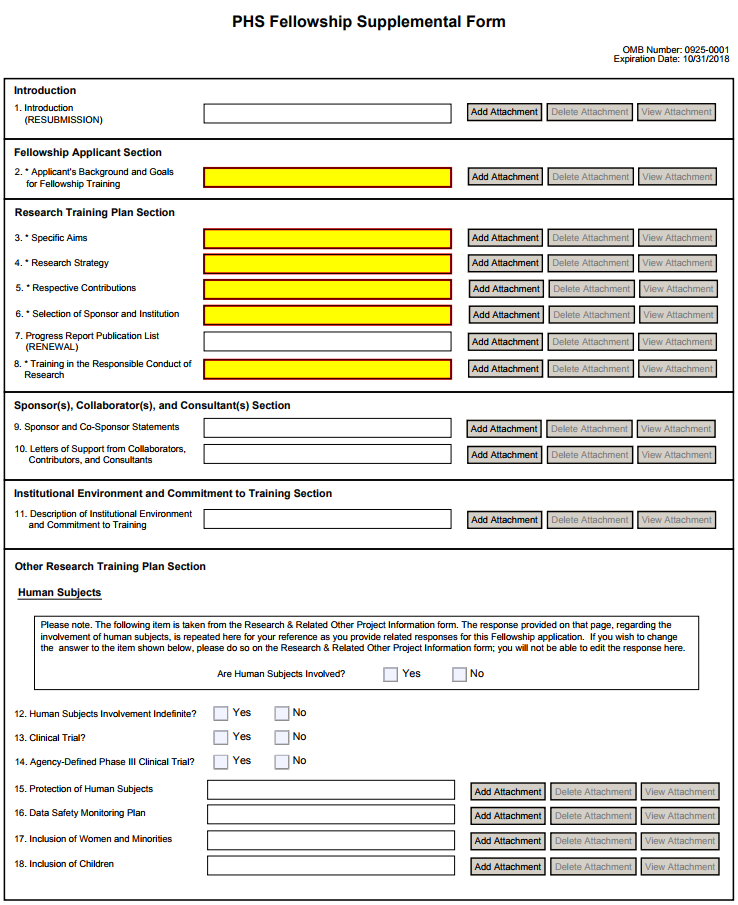 PHS Fellowship Supplemental Form
OMB Number: 0925-0001
Expiration Date: 10/31/2018
Introduction
1. Introduction
(RESUBMISSION)
Add Attachment Delete Attachment View Attachment
Fellowship Applicant Section
2. * Applicant's Background and Goals
for Fellowship Training
Add Attachment Delete Attachment View Attachment
Research Training Plan Section
3. * Specific Aims Add Attachment Delete Attachment View Attachment
4. * Research Strategy Add Attachment Delete Attachment View Attachment
5. * Respective Contributions Add Attachment Delete Attachment View Attachment
6. * Selection of Sponsor and Institution Add Attachment Delete Attachment View Attachment
7. Progress Report Publication List
(RENEWAL)
Add Attachment Delete Attachment View Attachment
8. * Training in the Responsible Conduct of
Research
Add Attachment Delete Attachment View Attachment
Sponsor(s), Collaborator(s), and Consultant(s) Section
9. Sponsor and Co-Sponsor Statements Add Attachment Delete Attachment View Attachment
10. Letters of Support from Collaborators,
Contributors, and Consultants
Add Attachment Delete Attachment View Attachment
Institutional Environment and Commitment to Training Section
11. Description of Institutional Environment
and Commitment to Training
Add Attachment Delete Attachment View Attachment
Other Research Training Plan Section
Human Subjects
Please note. The following item is taken from the Research & Related Other Project Information form. The response provided on that page, regarding the
involvement of human subjects, is repeated here for your reference as you provide related responses for this Fellowship application. If you wish to change
the answer to the item shown below, please do so on the Research & Related Other Project Information form; you will not be able to edit the response here.
Are Human Subjects Involved? Yes No
12. Human Subjects Involvement Indefinite? Yes No
13. Clinical Trial? Yes No
14. Agency-Defined Phase III Clinical Trial? Yes No
15. Protection of Human Subjects Add Attachment Delete Attachment View Attachment
16. Data Safety Monitoring Plan Add Attachment Delete Attachment View Attachment
17. Inclusion of Women and Minorities Add Attachment Delete Attachment View Attachment
18. Inclusion of Children Add Attachment Delete Attachment View Attachment